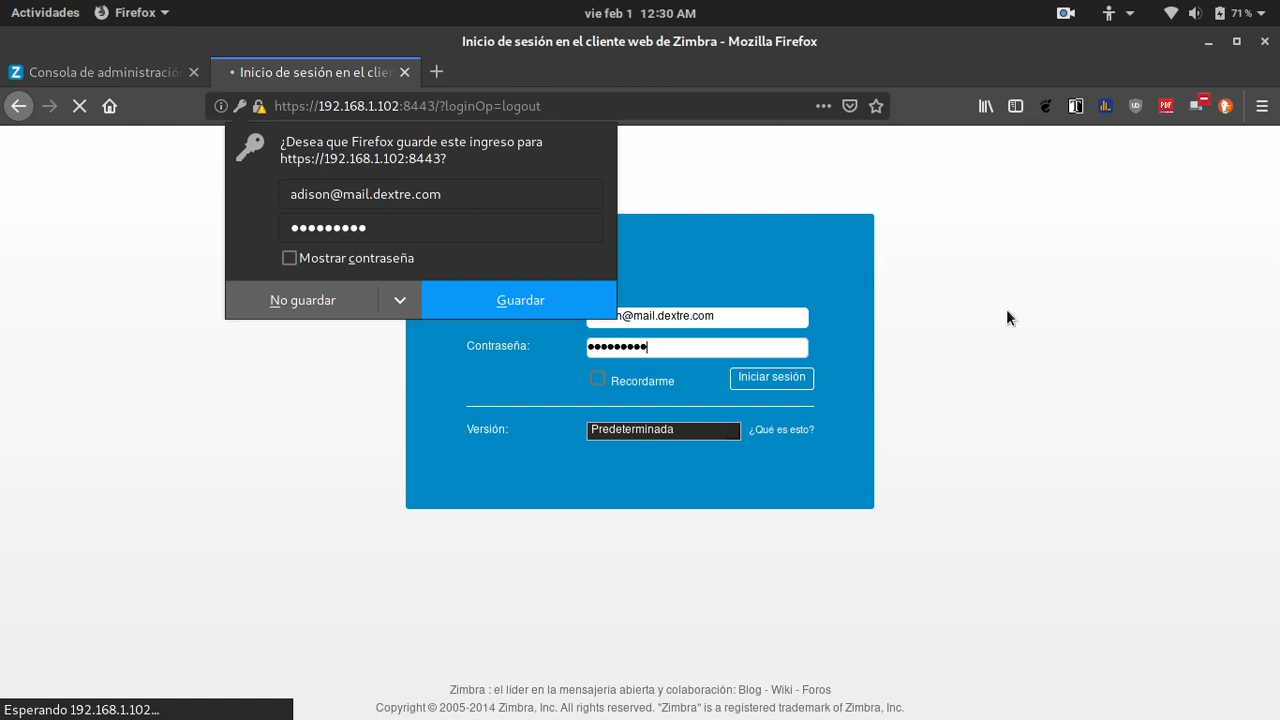 Actividades
Firefox
vie feb 1 12:30 AM
71%
Inicio de sesión en el cliente web de Zimbra - Mozilla Firefox
Consola de administració
Inicio de sesión en el clie
https://192.168.1.102:8443/?loginOp=logout
¿Desea que Firefox guarde este ingreso para
https://192.168.1.102:8443?
adison@mail.dextre.com
•••••••••
Mostrar contraseña
No guardar
Guardar
n@mail.dextre.com
Contraseña:
•••••••••
Recordarme
Iniciar sesión
Versión:
Predeterminada
¿Qué es esto?
Zimbra : el líder en la mensajería abierta y colaboración: Blog - Wiki - Foros
Copyright © 2005-2014 Zimbra, Inc. All rights reserved. "Zimbra" is a registered trademark of Zimbra, Inc.
Esperando 192.168.1.102...